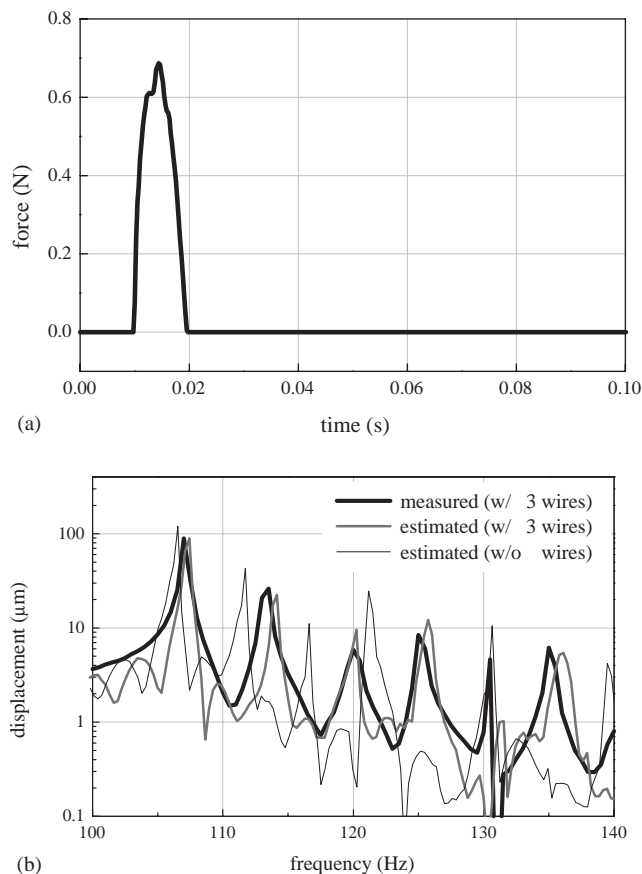 0.8
0.6
0.4
0.2
0.0
force (N)
0.00 0.02 0.04 0.06 0.08 0.10
(a)
time (s)
measured (w/ 3 wires)
estimated (w/ 3 wires)
estimated (w/o wires)
100
10
1
0.1
displacement (μm)
100 110 120 130 140
(b)
frequency (Hz)